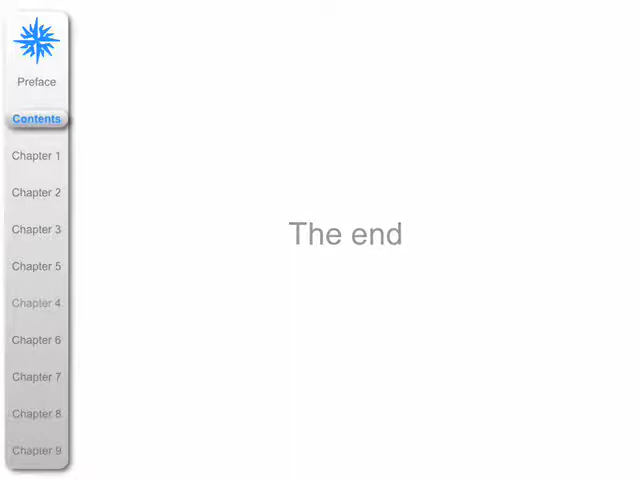 Preface
Contents
Chapter 1
Chapter 2
Chapter 3
Chapter 5
Chapter 4
Chapter 6
Chapter 7
Chapter 8
Chapter 9
The end